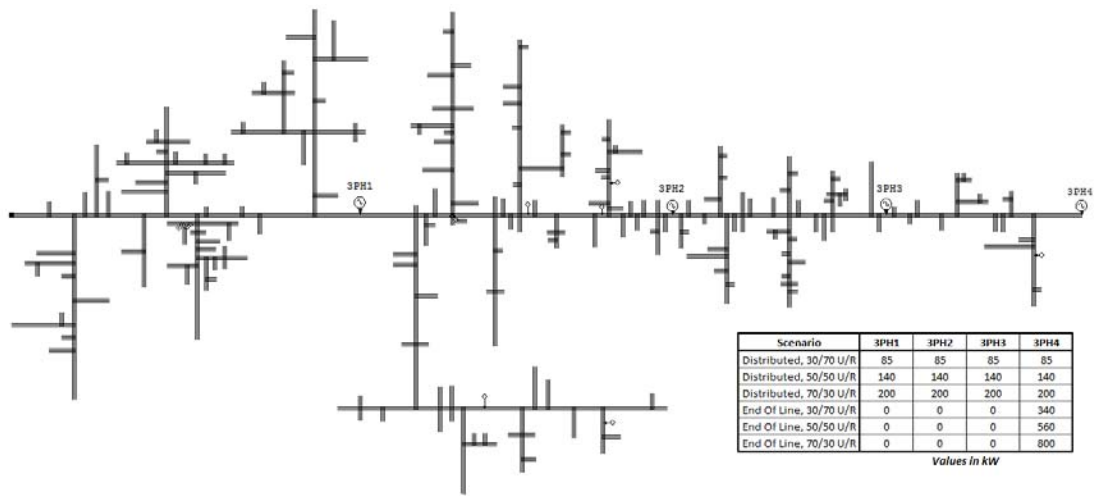 3PH1
3PH2
3PH3
3PH4
Scenario 3PH1 3PH2 3PH3 3PH4
Distributed, 30/70 U/R 85 85 85 85
Distributed, 50/50 U/R 140 140 140 140
Distributed, 70/30 U/R 200 200 200 200
End Of Line, 30/70 U/R 0 0 0 340
End Of Line, 50/50 U/R 0 0 0 560
End Of Line, 70/30 U/R 0 0 0 800
Values in kW